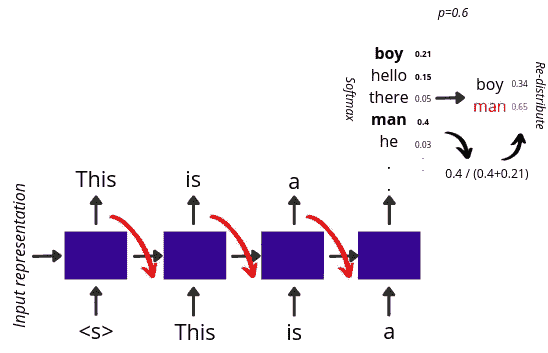 p=0.6
boy 0.21
hello 0.15
there 0.05
man 0.4
he 0.03
Softmax
boy 0.34
man 0.65
Re-distribute
0.4 / (0.4+0.21)
This is a
Input representation
<s> This is a